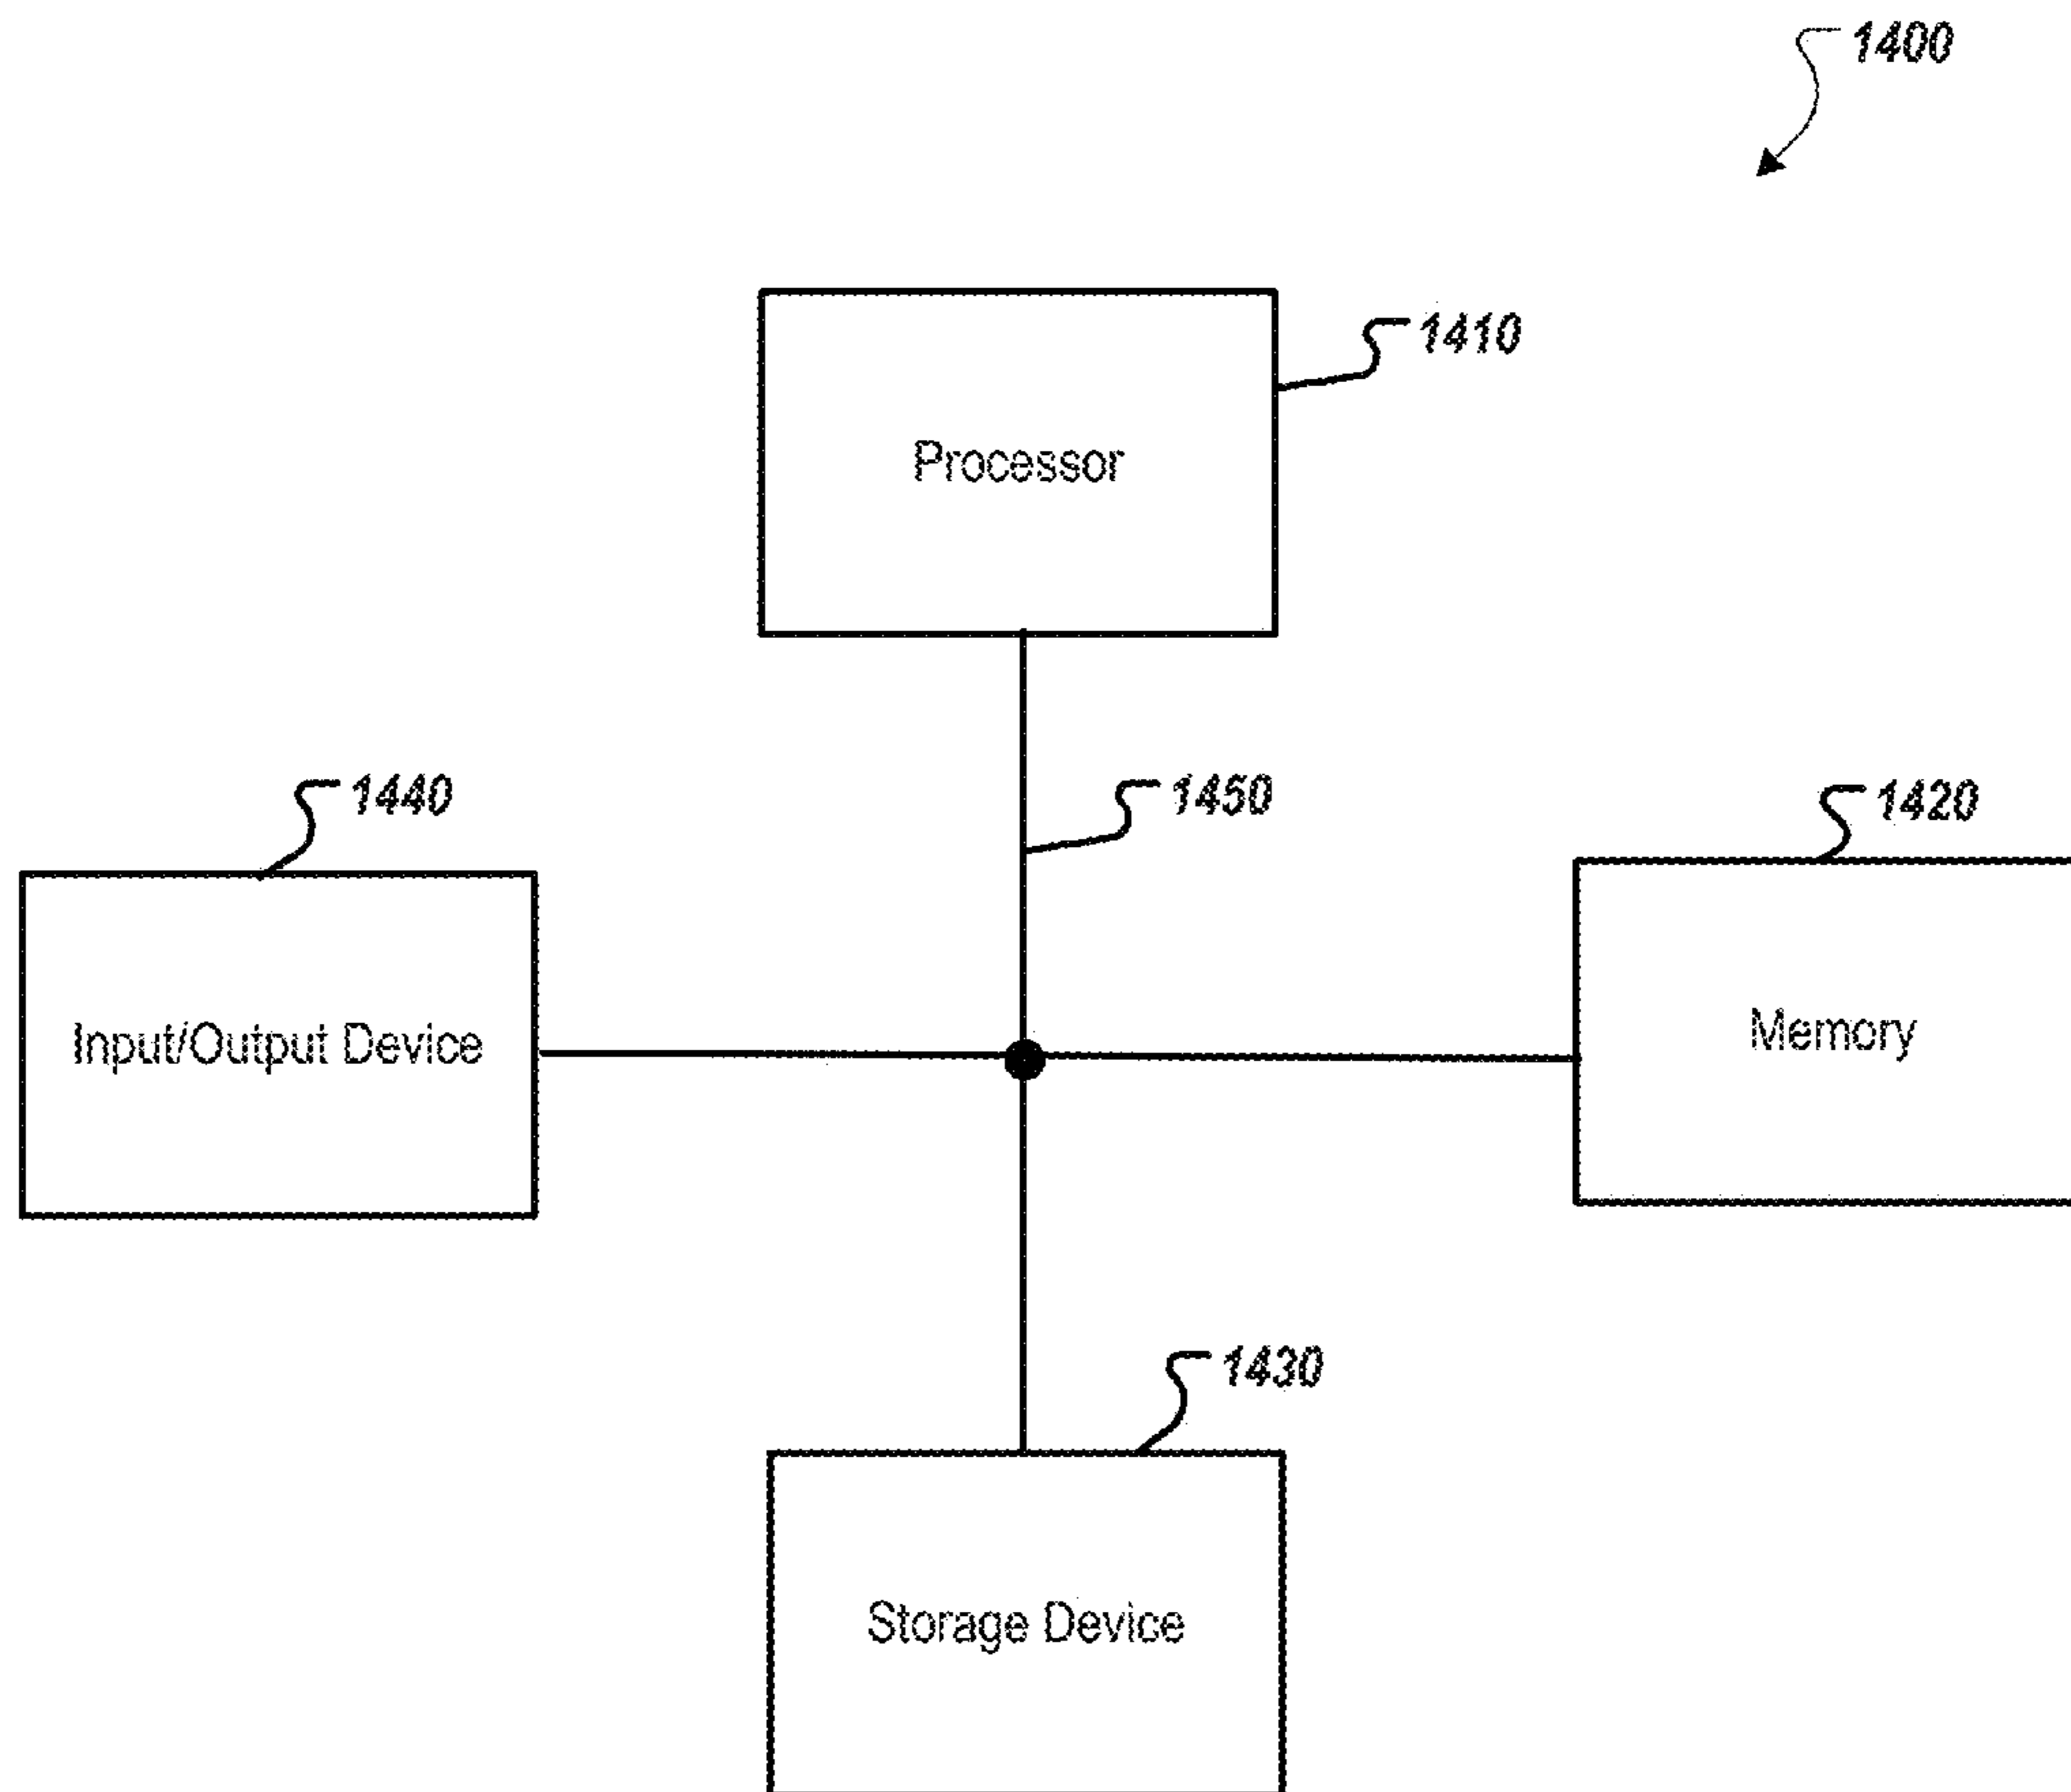 1400
1410
Processor
1440
1450
1420
Input/Output Device
Memory
1430
Storage Device